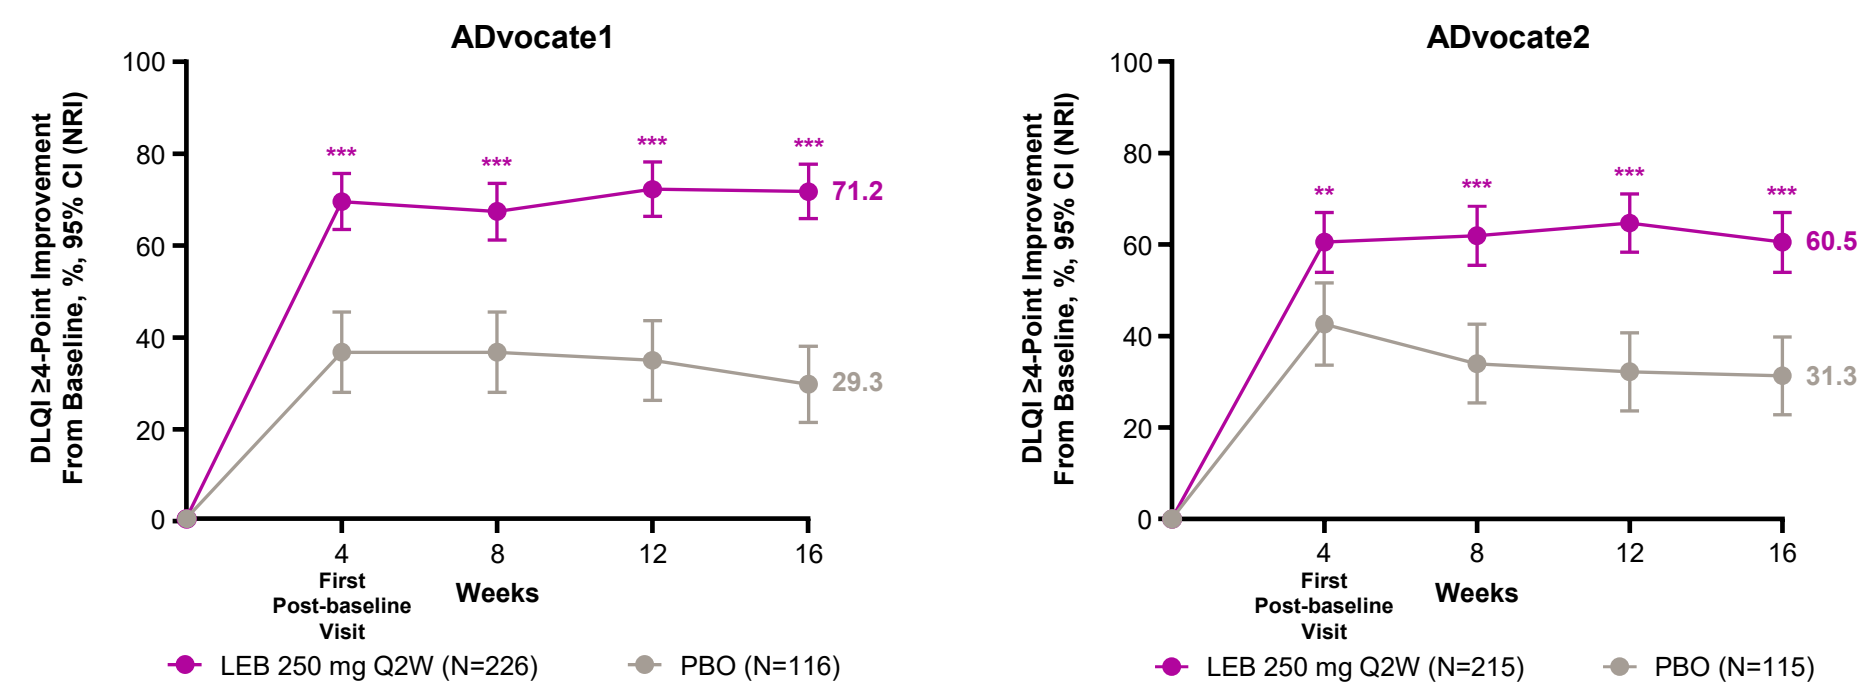 ADvocate1
DLQI ≥4-Point Improvement
From Baseline, %, 95% CI (NRI)
100
80
60
40
20
0
***
***
***
***
71.2
29.3
4
8
12
16
First
Post-baseline
Visit
Weeks
LEB 250 mg Q2W (N=226)
PBO (N=116)
ADvocate2
DLQI ≥4-Point Improvement
From Baseline, %, 95% CI (NRI)
100
80
60
40
20
0
**
***
***
***
60.5
31.3
4
8
12
16
First
Post-baseline
Visit
Weeks
LEB 250 mg Q2W (N=215)
PBO (N=115)